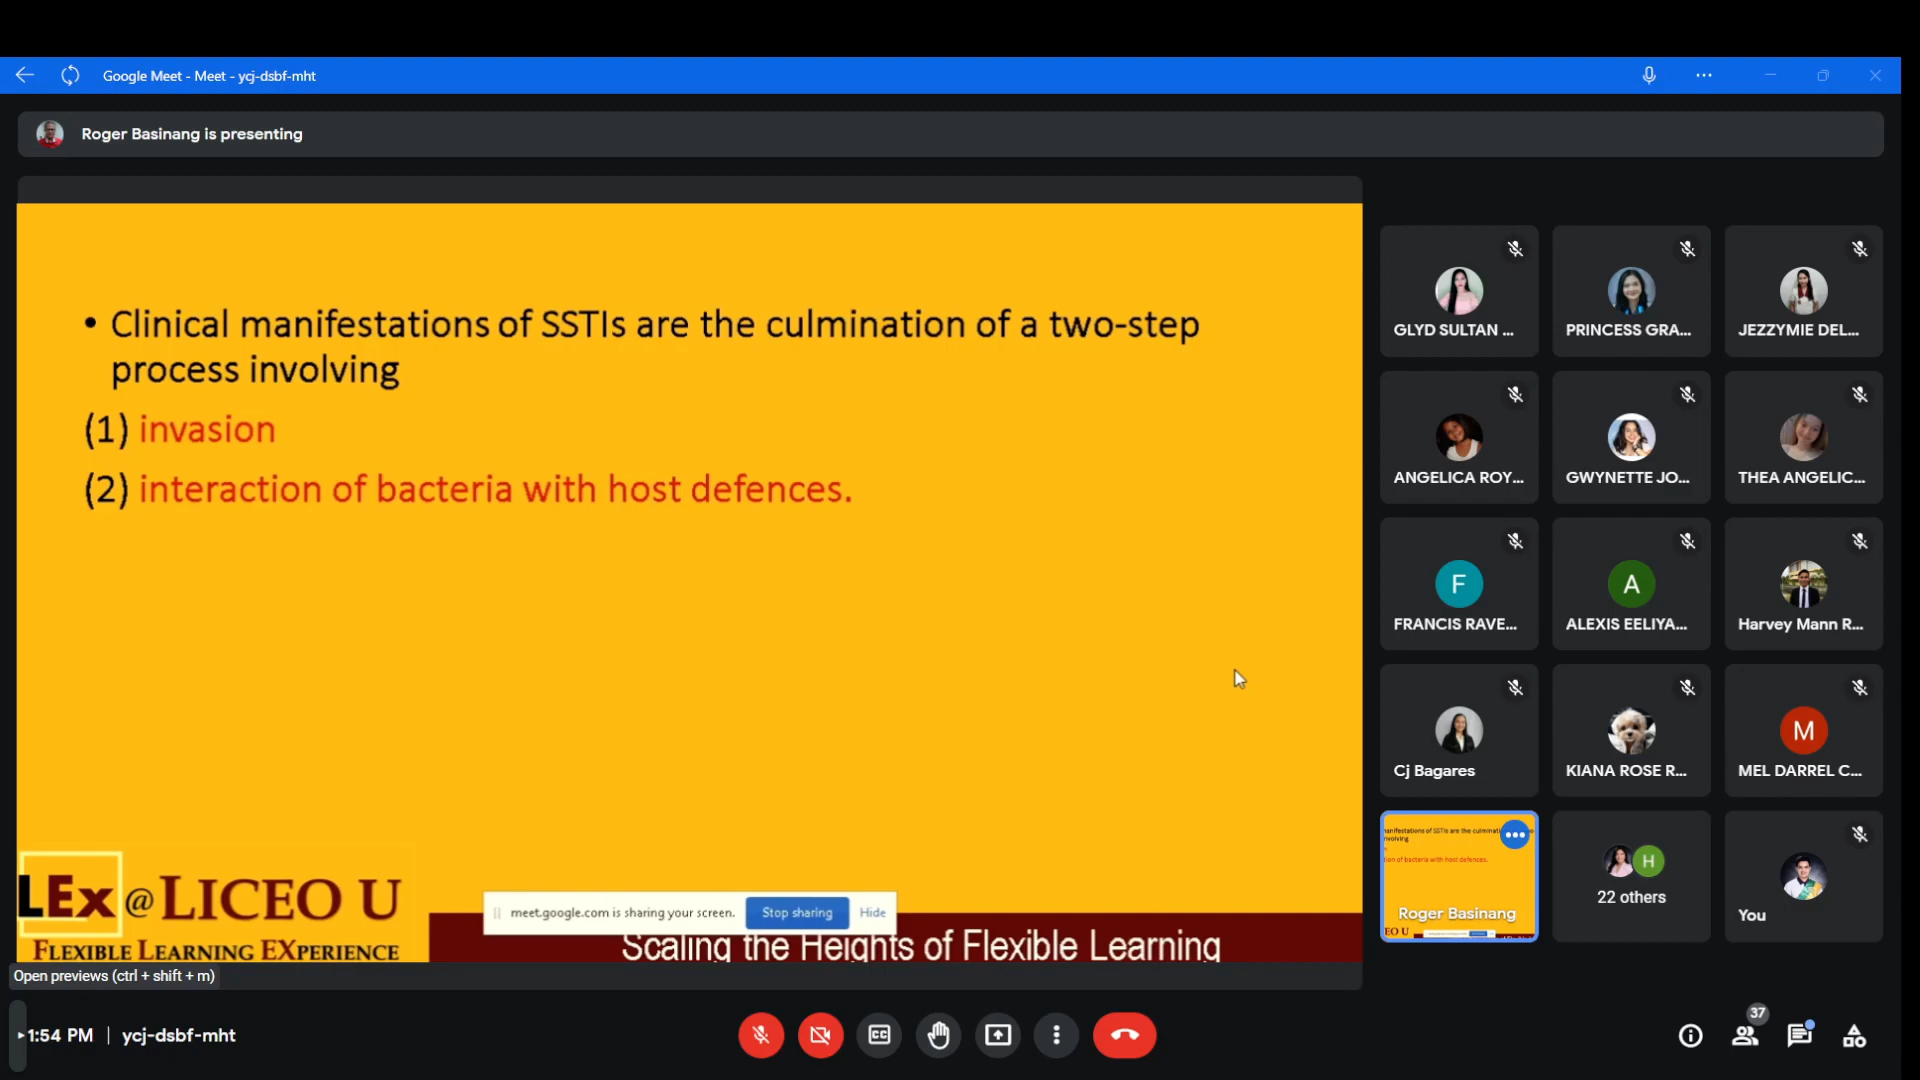 Google Meet - Meet - ycj-dsbf-mht
Roger Basinang is presenting
• Clinical manifestations of SSTIs are the culmination of a two-step
process involving
(1) invasion
(2) interaction of bacteria with host defences.
LEx @ LICEO U
FLEXIBLE LEARNING EXPERIENCE
meet.google.com is sharing your screen. Stop sharing Hide
Scaling the Heights of Flexible Learning
Open previews (ctrl + shift + m)
GLYD SULTAN ...
PRINCESS GRA...
JEZZYMIE DEL...
ANGELICA ROY...
GWYNETTE JO...
THEA ANGELIC...
F
FRANCIS RAVE...
A
ALEXIS EELIYA...
Harvey Mann R...
Cj Bagares
KIANA ROSE R...
M
MEL DARREL C...
Roger Basinang
H
22 others
You
1:54 PM | ycj-dsbf-mht
37